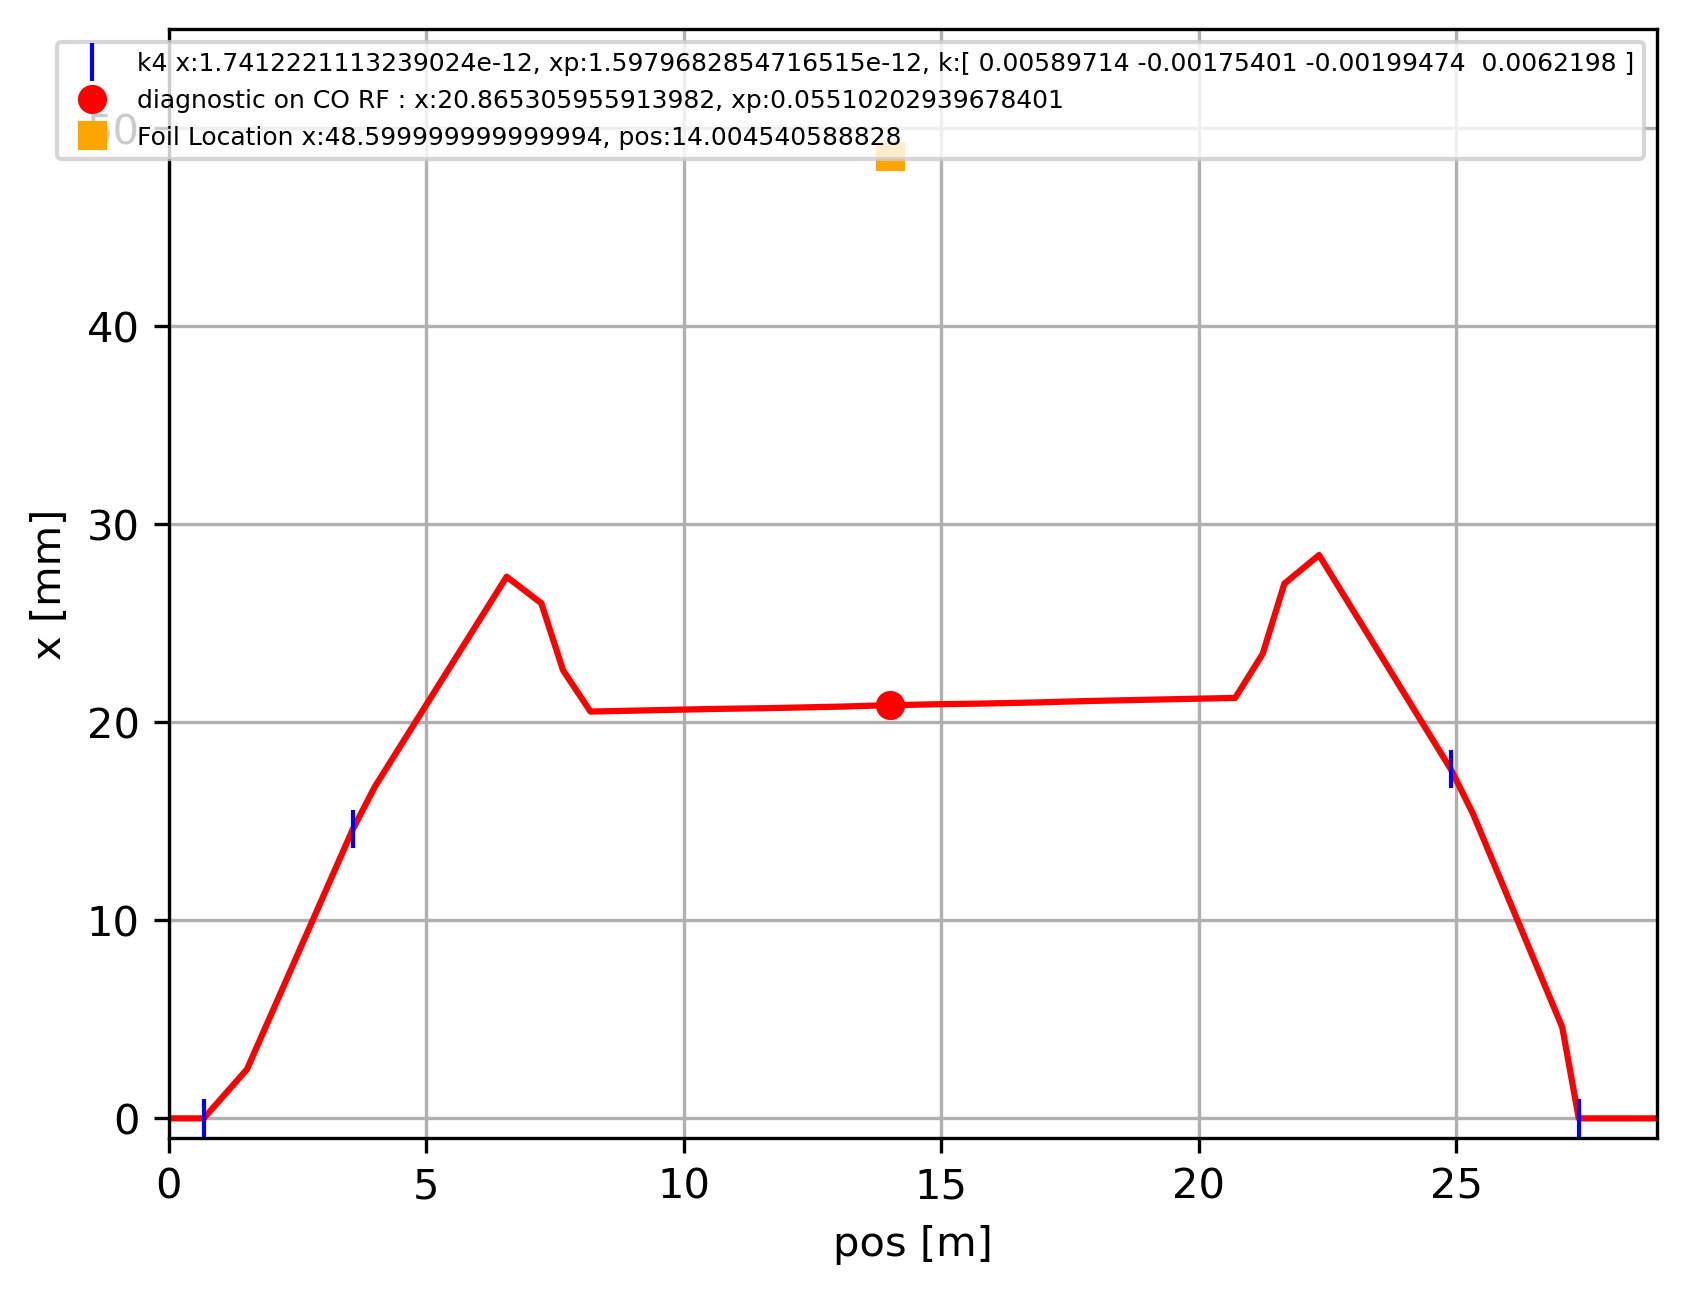 k4 x:1.7412221113239024e-12, xp:1.5979682854716515e-12, k:[ 0.00589714 -0.00175401 -0.00199474  0.0062198 ]
diagnostic on CO RF : x:20.865305955913982, xp:0.05510202939678401
Foil Location x:48.599999999999994, pos:14.004540588828
50
40
30
20
10
0
x [mm]
0 5 10 15 20 25
pos [m]